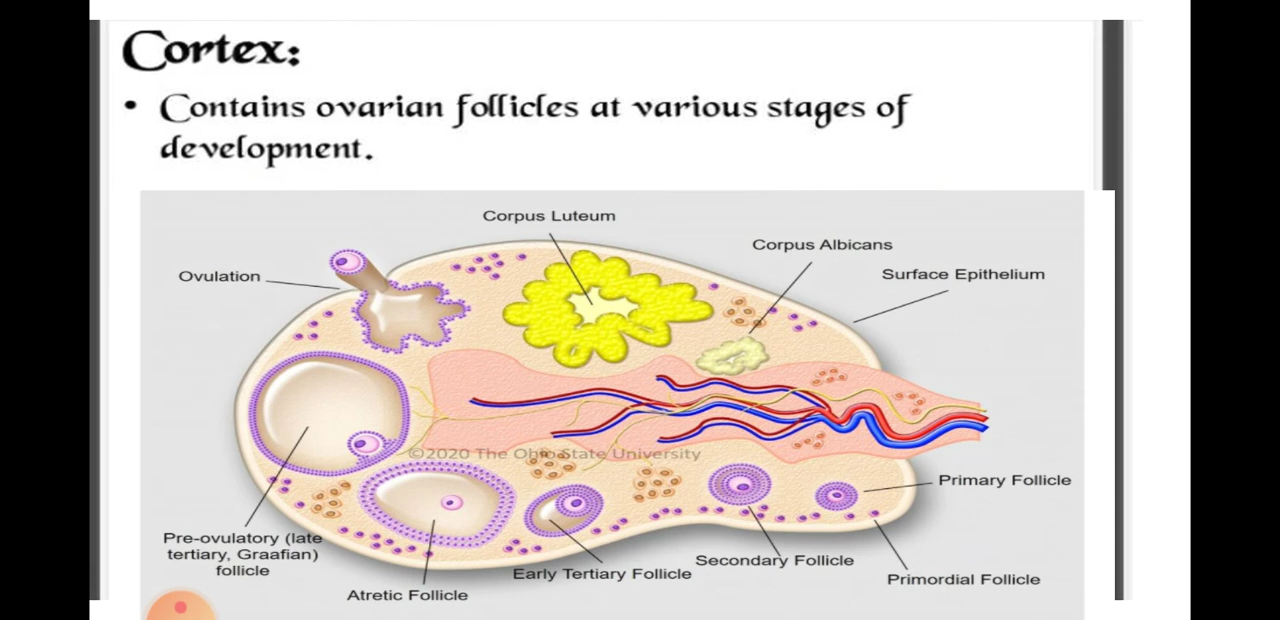 Cortex:
• Contains ovarian follicles at various stages of
development.
Corpus Luteum
Corpus Albicans
Surface Epithelium
Ovulation
©2020 The Ohio State University
Primary Follicle
Pre-ovulatory (late
tertiary, Graafian)
follicle
Secondary Follicle
Early Tertiary Follicle
Primordial Follicle
Atretic Follicle